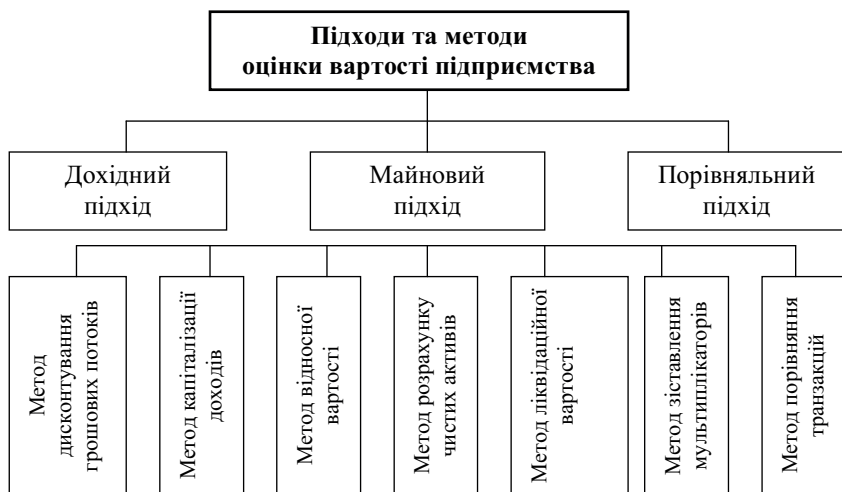 Підходи та методи
оцінки вартості підприємства
Дохідний
підхід
Майновий
підхід
Порівняльний
підхід
Метод
дисконтування
грошових потоків
Метод капіталізації
доходів
Метод відносної
вартості
Метод розрахунку
чистих активів
Метод ліквідаційної
вартості
Метод зіставлення
мультиплікаторів
Метод порівняння
транзакцій